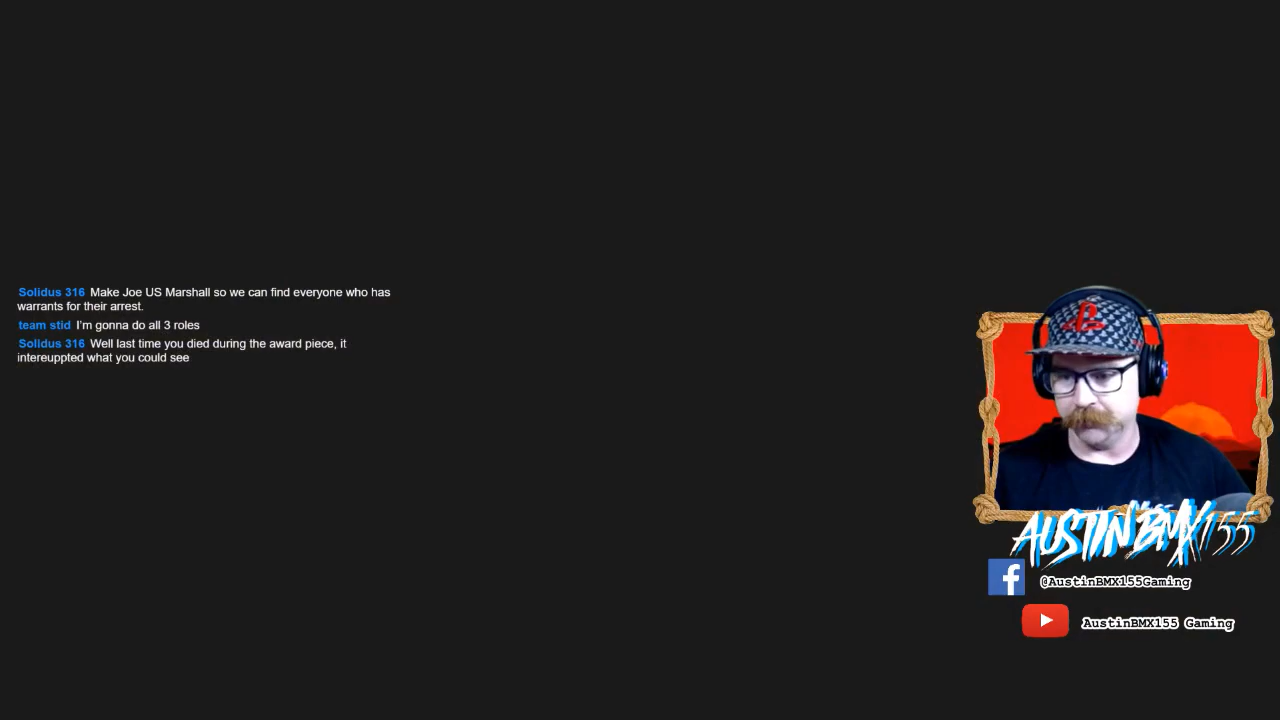 Solidus 316 Make Joe US Marshall so we can find everyone who has
warrants for their arrest.
team stid I'm gonna do all 3 roles
Solidus 316 Well last time you died during the award piece, it
intereuppted what you could see
AUSTINBMX155
@AustinBMX155Gaming
AustinBMX155 Gaming